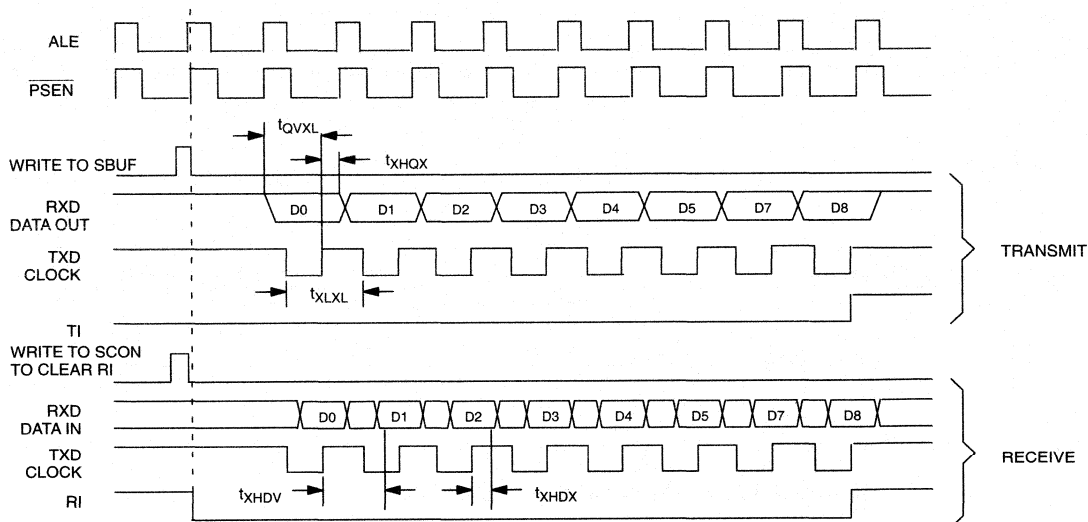 ALE
PSEN
tQVXL
tXHQX
WRITE TO SBUF
RXD
DATA OUT
D0 D1 D2 D3 D4 D5 D7 D8
TXD
CLOCK
TRANSMIT
tXLXL
TI
WRITE TO SCON
TO CLEAR RI
RXD
DATA IN
D0 D1 D2 D3 D4 D5 D7 D8
TXD
CLOCK
RECEIVE
tXHDV
tXHDX
RI